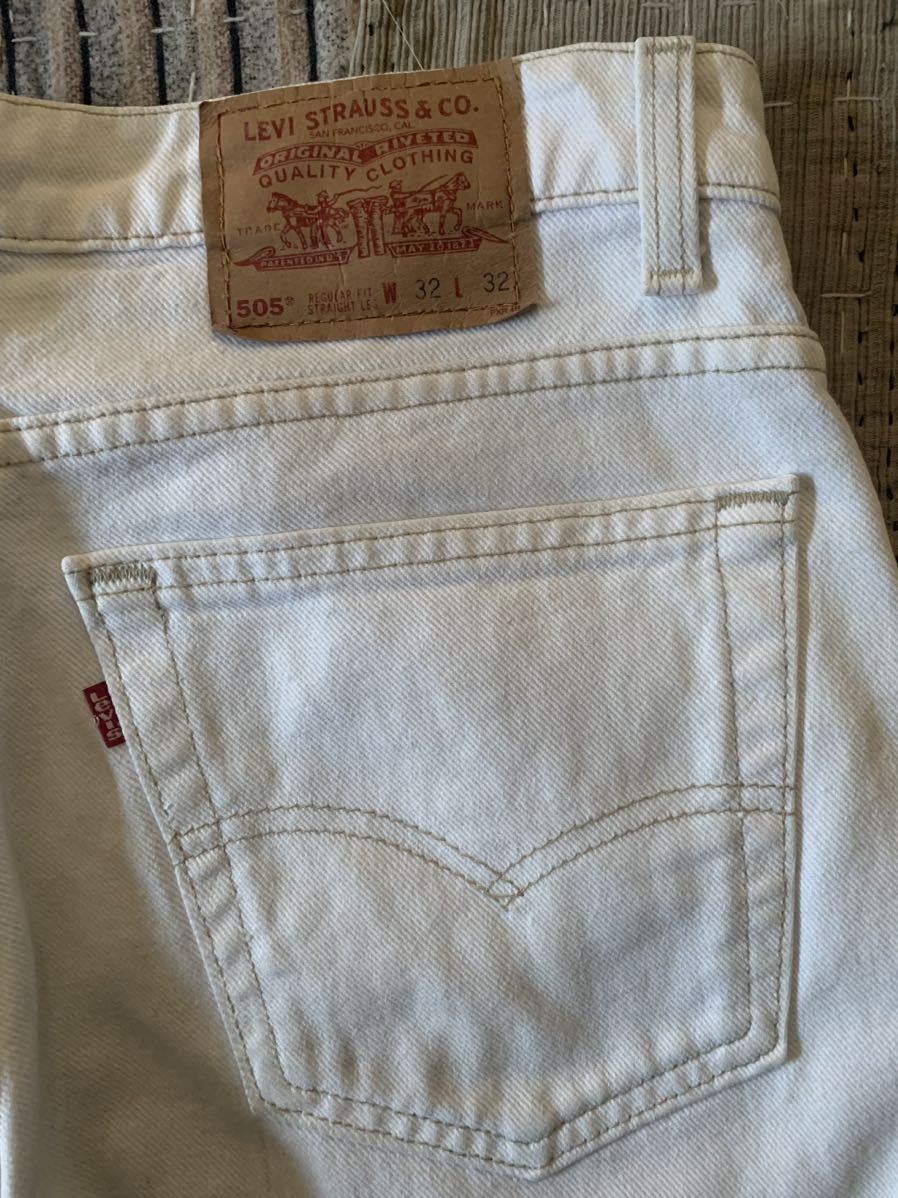 LEVI STRAUSS & CO.
SAN FRANCISCO, CAL.
ORIGINAL RIVETED
QUALITY CLOTHING
TRADE MARK
PATENTED IN U.S. MAY 20 1873
505® REGULAR FIT STRAIGHT LEG W 32 L 32
Levi's